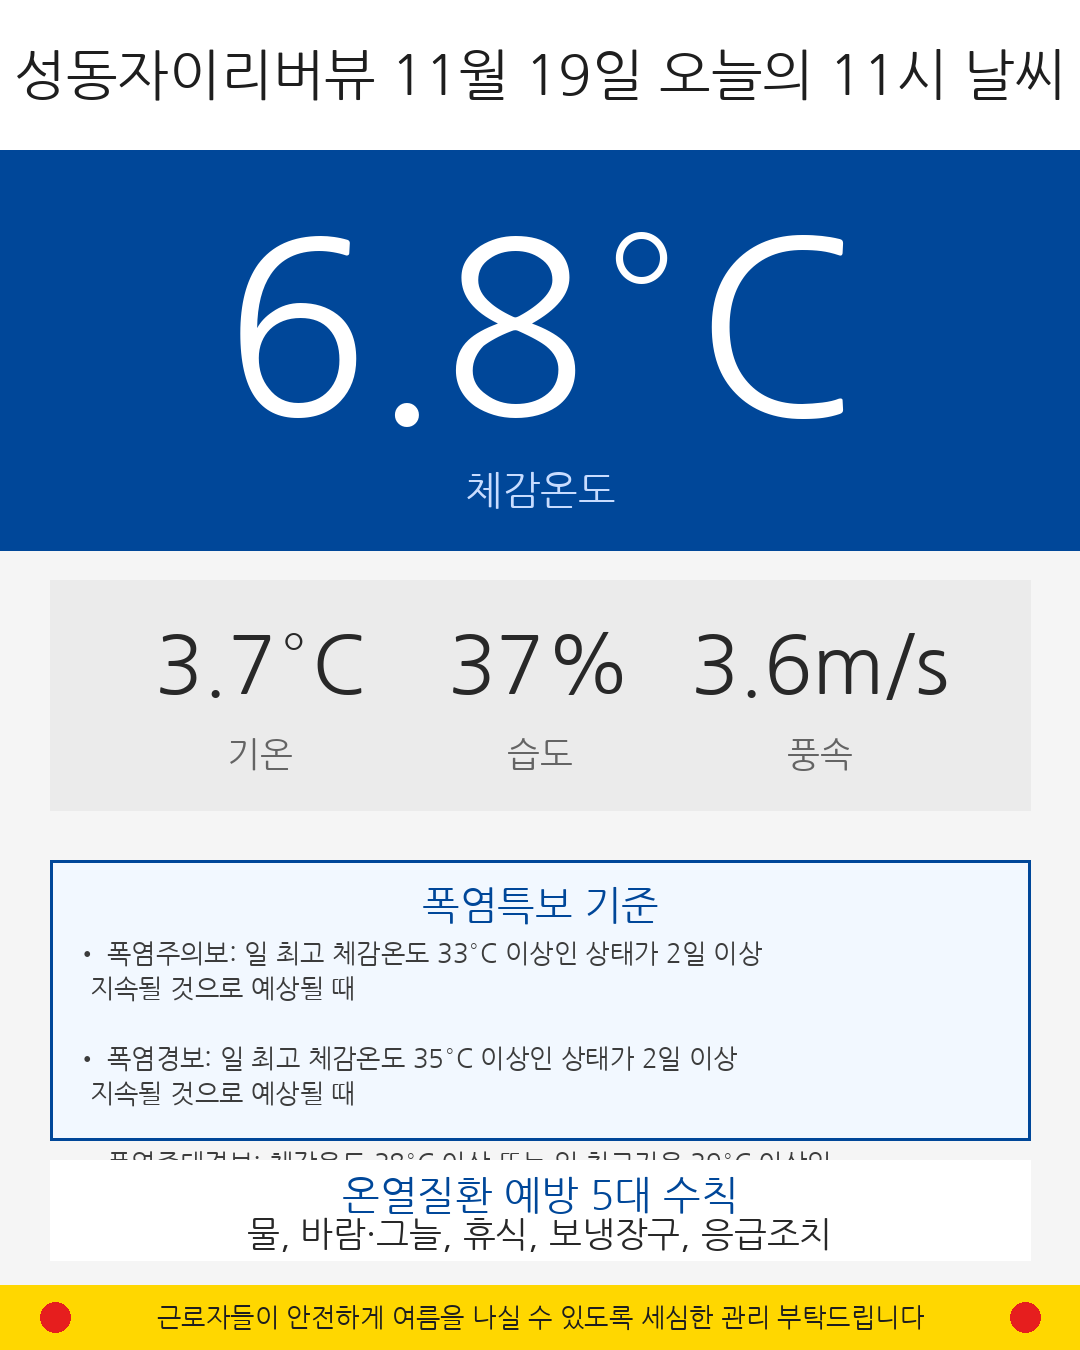 성동자이리버뷰 11월 19일 오늘의 11시 날씨
6.8°C
체감온도
3.7°C 37% 3.6m/s
기온 습도 풍속
폭염특보 기준
• 폭염주의보: 일 최고 체감온도 33°C 이상인 상태가 2일 이상
지속될 것으로 예상될 때
• 폭염경보: 일 최고 체감온도 35°C 이상인 상태가 2일 이상
지속될 것으로 예상될 때
온열질환 예방 5대 수칙
물, 바람·그늘, 휴식, 보냉장구, 응급조치
근로자들이 안전하게 여름을 나실 수 있도록 세심한 관리 부탁드립니다